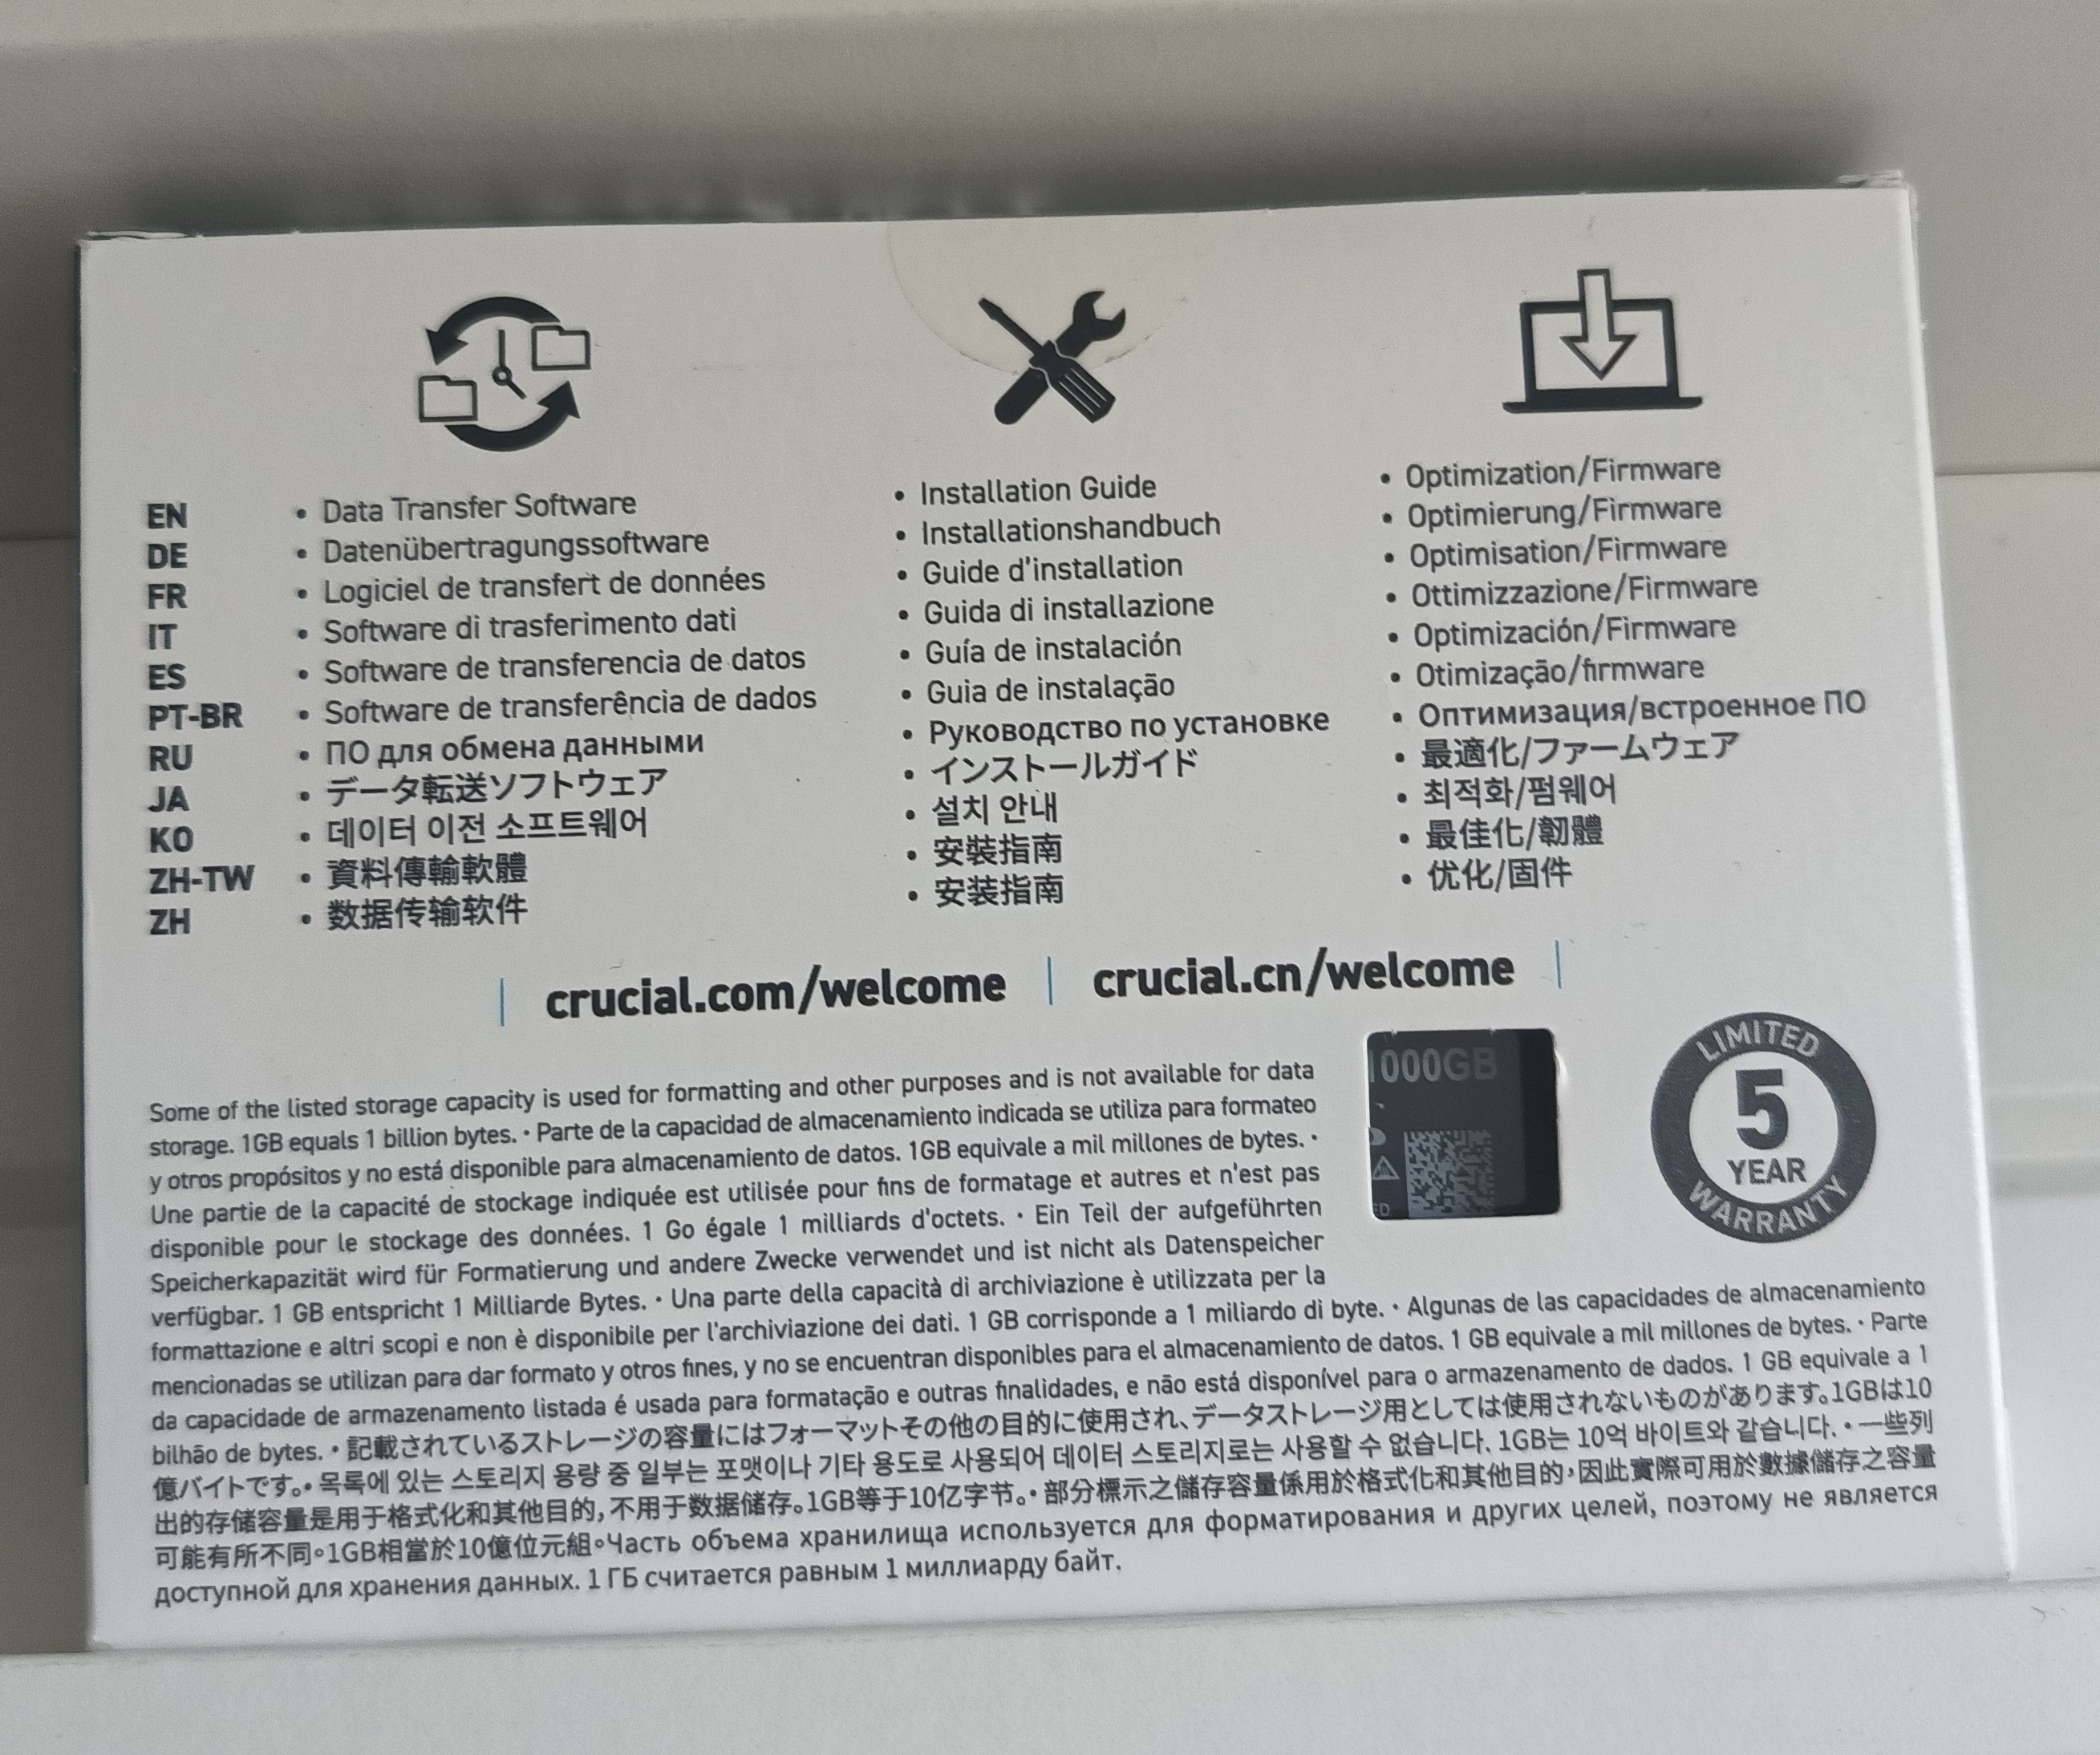 EN • Data Transfer Software • Installation Guide • Optimization/Firmware
DE • Datenübertragungssoftware • Installationshandbuch • Optimierung/Firmware
FR • Logiciel de transfert de données • Guide d'installation • Optimisation/Firmware
IT • Software di trasferimento dati • Guida di installazione • Ottimizzazione/Firmware
ES • Software de transferencia de datos • Guía de instalación • Optimización/Firmware
PT-BR • Software de transferência de dados • Guia de instalação • Otimização/firmware
RU • ПО для обмена данными • Руководство по установке • Оптимизация/встроенное ПО
JA • データ転送ソフトウェア • インストールガイド • 最適化/ファームウェア
KO • 데이터 이전 소프트웨어 • 설치 안내 • 최적화/펌웨어
ZH-TW • 資料傳輸軟體 • 安裝指南 • 最佳化/韌體
ZH • 数据传输软件 • 安装指南 • 优化/固件
crucial.com/welcome | crucial.cn/welcome
1000GB
LIMITED
5
YEAR
WARRANTY
Some of the listed storage capacity is used for formatting and other purposes and is not available for data
storage. 1GB equals 1 billion bytes. • Parte de la capacidad de almacenamiento indicada se utiliza para formateo
y otros propósitos y no está disponible para almacenamiento de datos. 1GB equivale a mil millones de bytes. •
Une partie de la capacité de stockage indiquée est utilisée pour fins de formatage et autres et n'est pas
disponible pour le stockage des données. 1 Go égale 1 milliards d'octets. • Ein Teil der aufgeführten
Speicherkapazität wird für Formatierung und andere Zwecke verwendet und ist nicht als Datenspeicher
verfügbar. 1 GB entspricht 1 Milliarde Bytes. • Una parte della capacità di archiviazione è utilizzata per la
formattazione e altri scopi e non è disponibile per l'archiviazione dei dati. 1 GB corrisponde a 1 miliardo di byte. • Algunas de las capacidades de almacenamiento
mencionadas se utilizan para dar formato y otros fines, y no se encuentran disponibles para el almacenamiento de datos. 1 GB equivale a mil millones de bytes. • Parte
da capacidade de armazenamento listada é usada para formatação e outras finalidades, e não está disponível para o armazenamento de dados. 1 GB equivale a 1
bilhão de bytes. • 記載されているストレージの容量にはフォーマットその他の目的に使用され、データストレージ用としては使用されないものがあります。1GBは10
億バイトです。• 목록에 있는 스토리지 용량 중 일부는 포맷이나 기타 용도로 사용되어 데이터 스토리지로는 사용할 수 없습니다. 1GB는 10억 바이트와 같습니다. • 一些列
出的存储容量是用于格式化和其他目的,不用于数据储存。1GB等于10亿字节。• 部分標示之儲存容量係用於格式化和其他目的，因此實際可用於數據儲存之容量
可能有所不同。1GB相當於10億位元組。Часть объема хранилища используется для форматирования и других целей, поэтому не является
доступной для хранения данных. 1 ГБ считается равным 1 миллиарду байт.